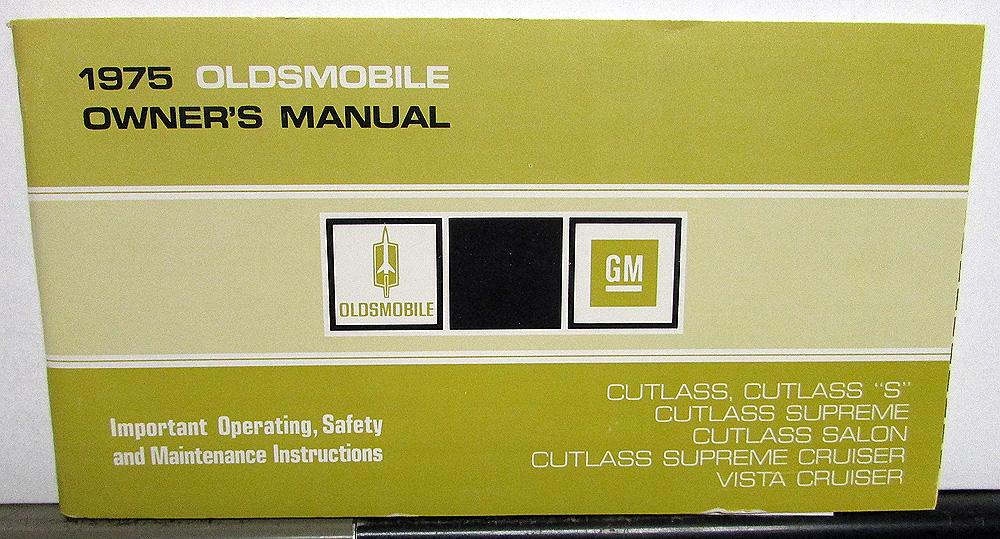 1975 OLDSMOBILE
OWNER'S MANUAL
OLDSMOBILE
GM
Important Operating, Safety
and Maintenance Instructions
CUTLASS, CUTLASS "S"
CUTLASS SUPREME
CUTLASS SALON
CUTLASS SUPREME CRUISER
VISTA CRUISER